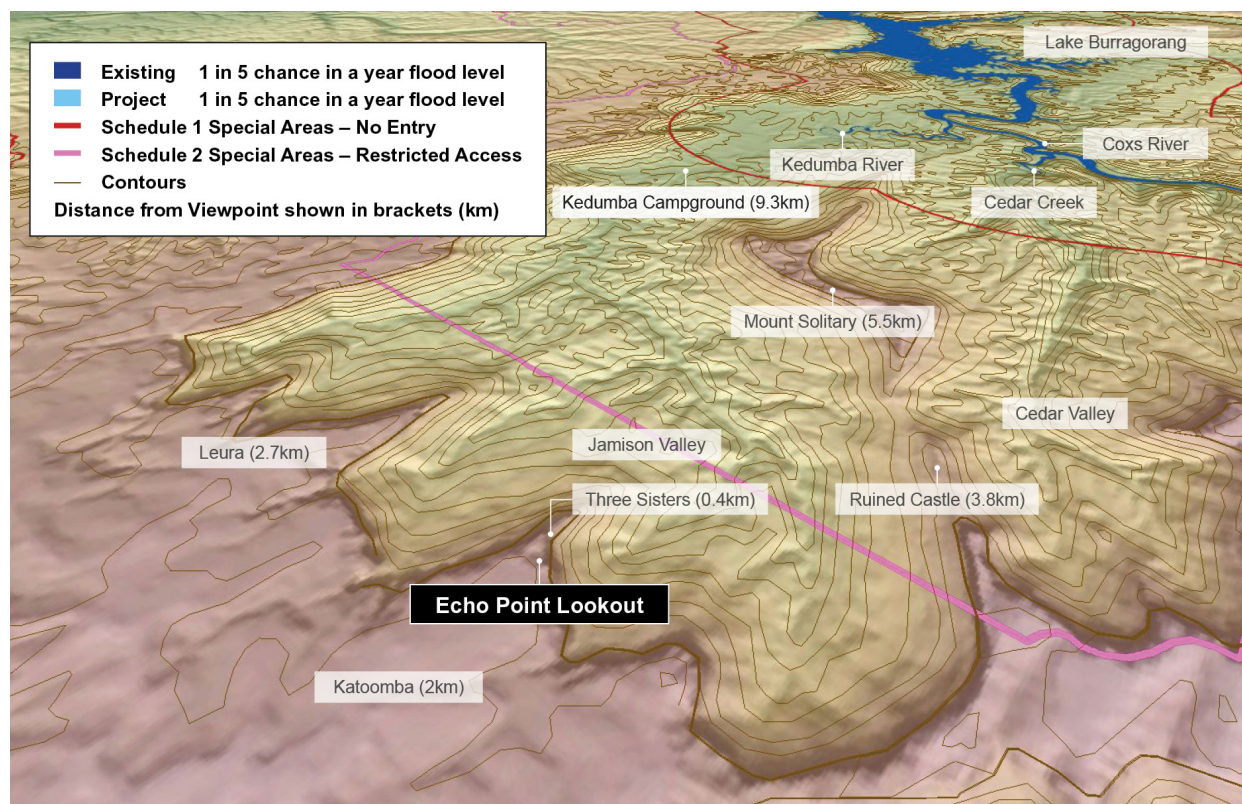 Existing 1 in 5 chance in a year flood level
Project 1 in 5 chance in a year flood level
Schedule 1 Special Areas – No Entry
Schedule 2 Special Areas – Restricted Access
Contours
Distance from Viewpoint shown in brackets (km)
Lake Burragorang
Coxs River
Kedumba River
Kedumba Campground (9.3km)
Cedar Creek
Mount Solitary (5.5km)
Cedar Valley
Leura (2.7km)
Jamison Valley
Three Sisters (0.4km)
Ruined Castle (3.8km)
Echo Point Lookout
Katoomba (2km)